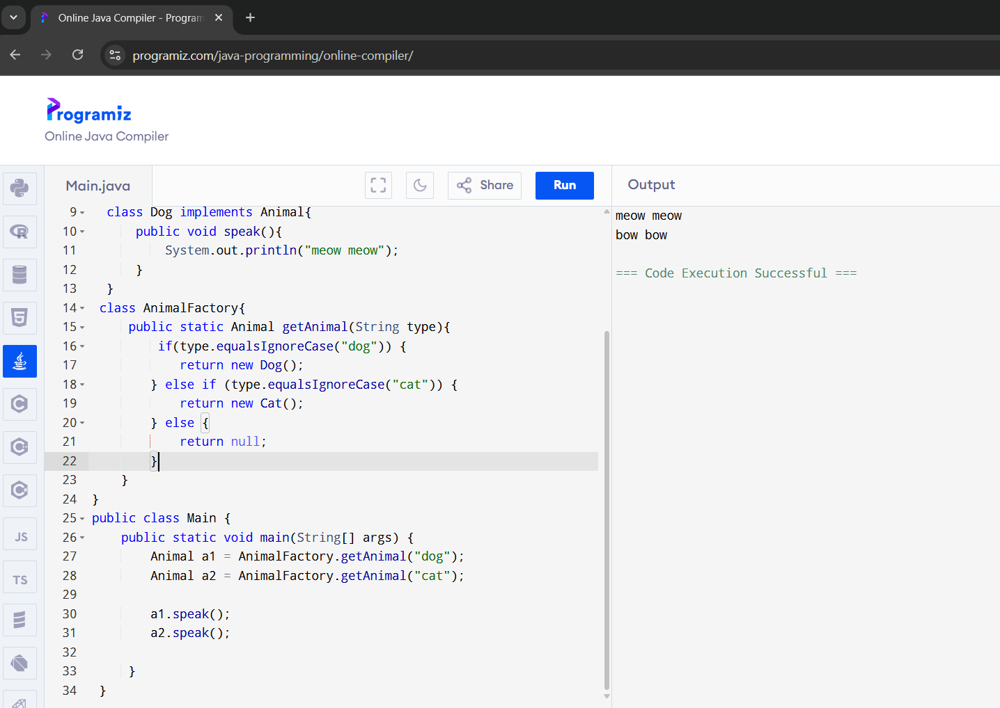 Online Java Compiler - Program
programiz.com/java-programming/online-compiler/
Programiz
Online Java Compiler
Main.java
Share
Run
Output
9 class Dog implements Animal{
10 public void speak(){
11 System.out.println("meow meow");
12 }
13 }
14 class AnimalFactory{
15 public static Animal getAnimal(String type){
16 if(type.equalsIgnoreCase("dog")) {
17 return new Dog();
18 } else if (type.equalsIgnoreCase("cat")) {
19 return new Cat();
20 } else {
21 return null;
22 }
23 }
24 }
25 public class Main {
26 public static void main(String[] args) {
27 Animal a1 = AnimalFactory.getAnimal("dog");
28 Animal a2 = AnimalFactory.getAnimal("cat");
29
30 a1.speak();
31 a2.speak();
32
33 }
34 }
meow meow
bow bow
=== Code Execution Successful ===
R
5
C
C++
C#
JS
TS